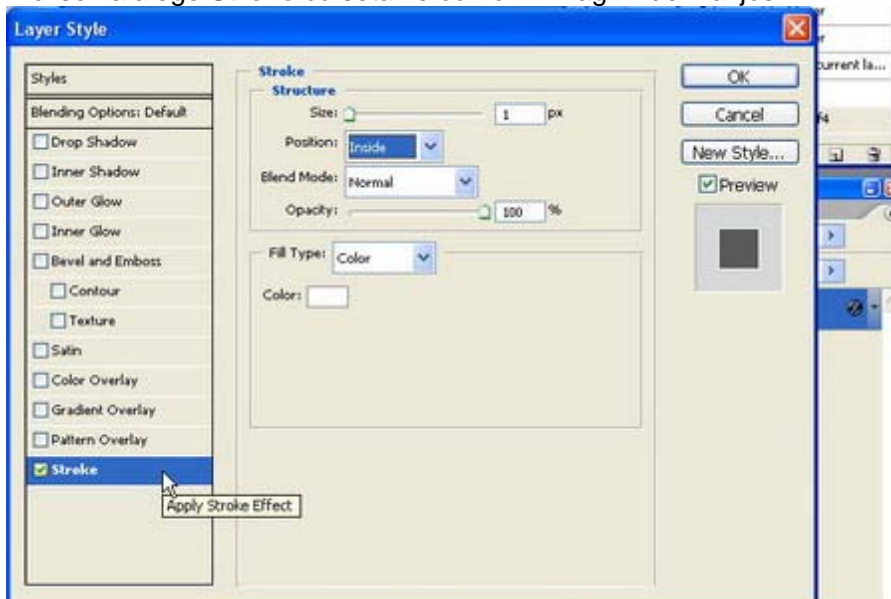 Layer Style
Styles
Blending Options: Default
Drop Shadow
Inner Shadow
Outer Glow
Inner Glow
Bevel and Emboss
Contour
Texture
Satin
Color Overlay
Gradient Overlay
Pattern Overlay
Stroke
Apply Stroke Effect
Stroke
Structure
Size: 1 px
Position: Inside
Blend Mode: Normal
Opacity: 100 %
Fill Type: Color
Color:
OK
Cancel
New Style...
Preview
current la...